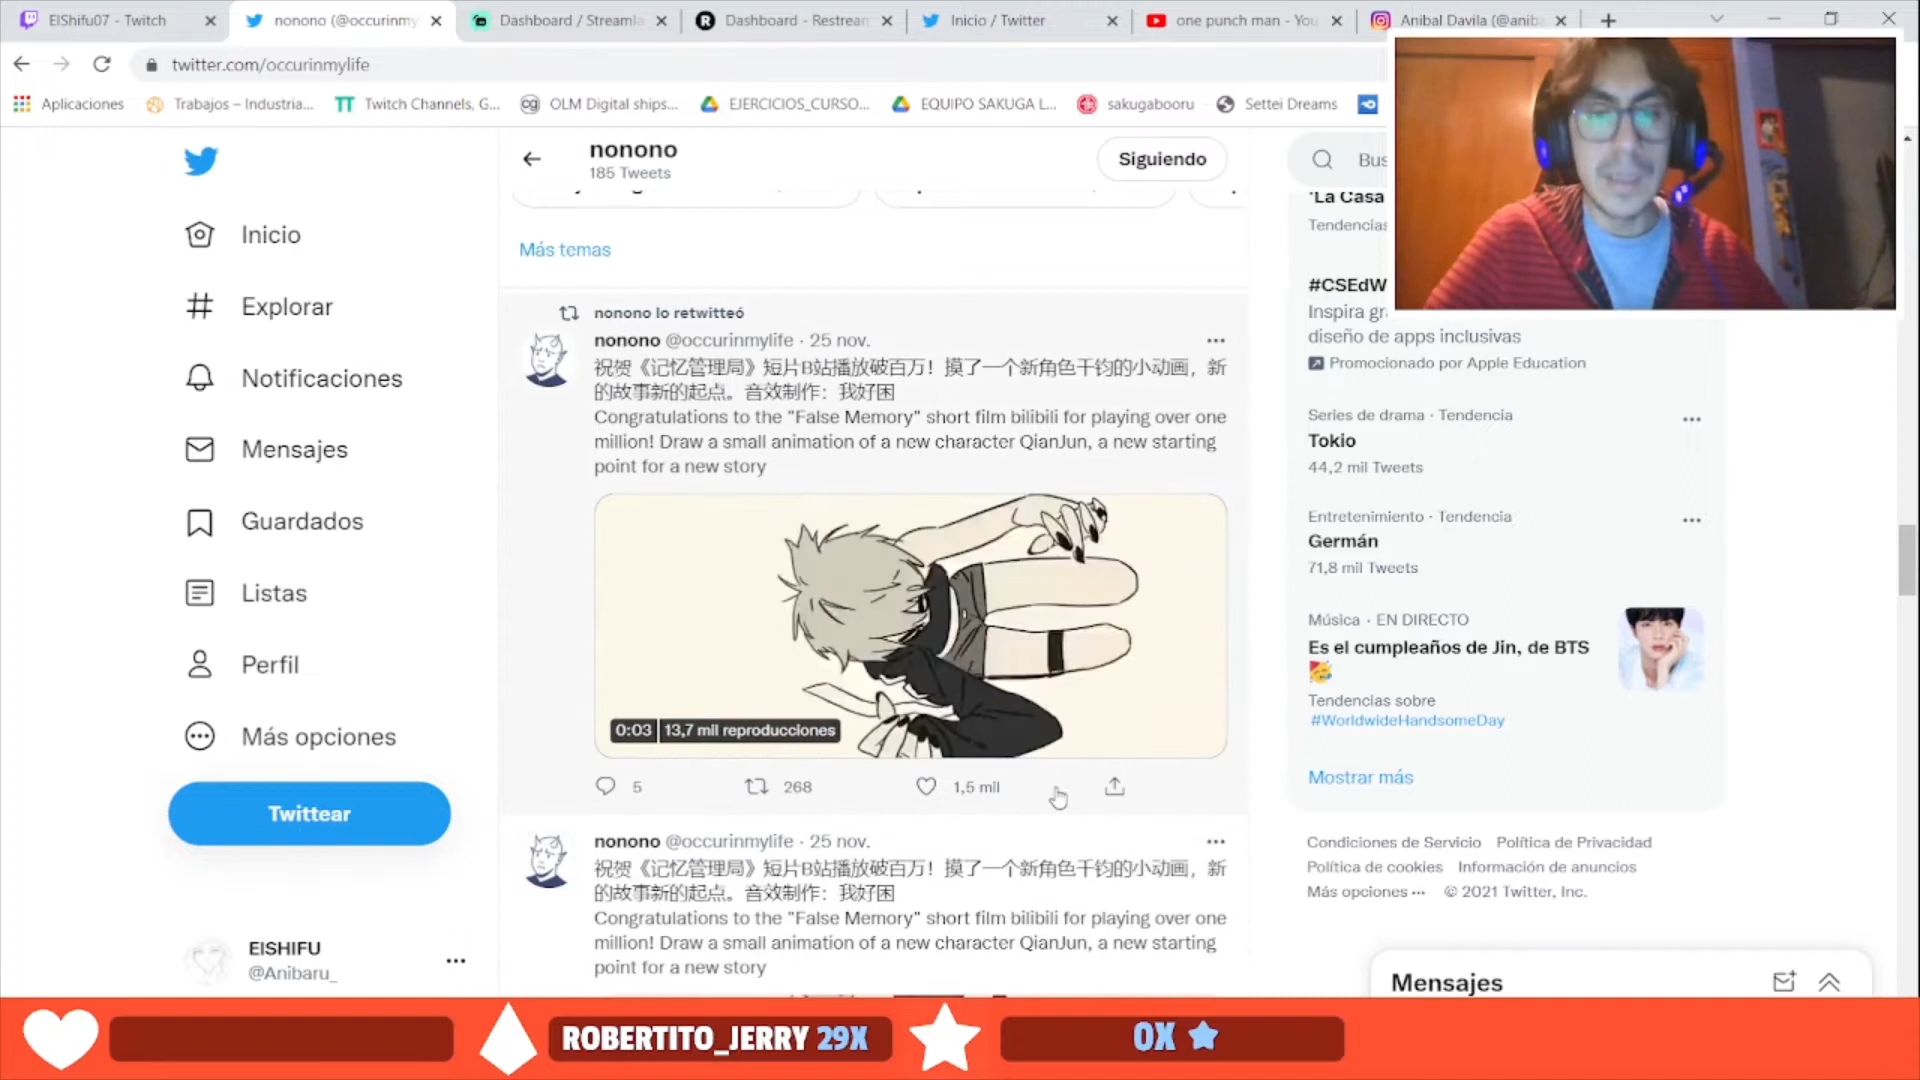 ElShifu07 - Twitch
nonono (@occurinmy
Dashboard / Streamla
Dashboard - Restream
Inicio / Twitter
one punch man - You
Anibal Davila (@aniba
twitter.com/occurinmylife
Aplicaciones
Trabajos – Industria...
Twitch Channels, G...
OLM Digital ships...
EJERCICIOS_CURSO...
EQUIPO SAKUGA L...
sakugabooru
Settei Dreams
nonono
185 Tweets
Siguiendo
Bus
Inicio
Explorar
Notificaciones
Mensajes
Guardados
Listas
Perfil
Más opciones
Twittear
EISHIFU
@Anibaru_
Más temas
nonono lo retwitteó
nonono @occurinmylife · 25 nov.
祝贺《记忆管理局》短片B站播放破百万！摸了一个新角色千钧的小动画，新
的故事新的起点。音效制作：我好困
Congratulations to the "False Memory" short film bilibili for playing over one
million! Draw a small animation of a new character QianJun, a new starting
point for a new story
0:03 13,7 mil reproducciones
5 268 1,5 mil
nonono @occurinmylife · 25 nov.
祝贺《记忆管理局》短片B站播放破百万！摸了一个新角色千钧的小动画，新
的故事新的起点。音效制作：我好困
Congratulations to the "False Memory" short film bilibili for playing over one
million! Draw a small animation of a new character QianJun, a new starting
point for a new story
'La Casa
Tendencias
#CSEdW
Inspira gr
diseño de apps inclusivas
Promocionado por Apple Education
Series de drama · Tendencia
Tokio
44,2 mil Tweets
Entretenimiento · Tendencia
Germán
71,8 mil Tweets
Música · EN DIRECTO
Es el cumpleaños de Jin, de BTS
Tendencias sobre
#WorldwideHandsomeDay
Mostrar más
Condiciones de Servicio Política de Privacidad
Política de cookies Información de anuncios
Más opciones ··· © 2021 Twitter, Inc.
Mensajes
ROBERTITO_JERRY 29X
0X